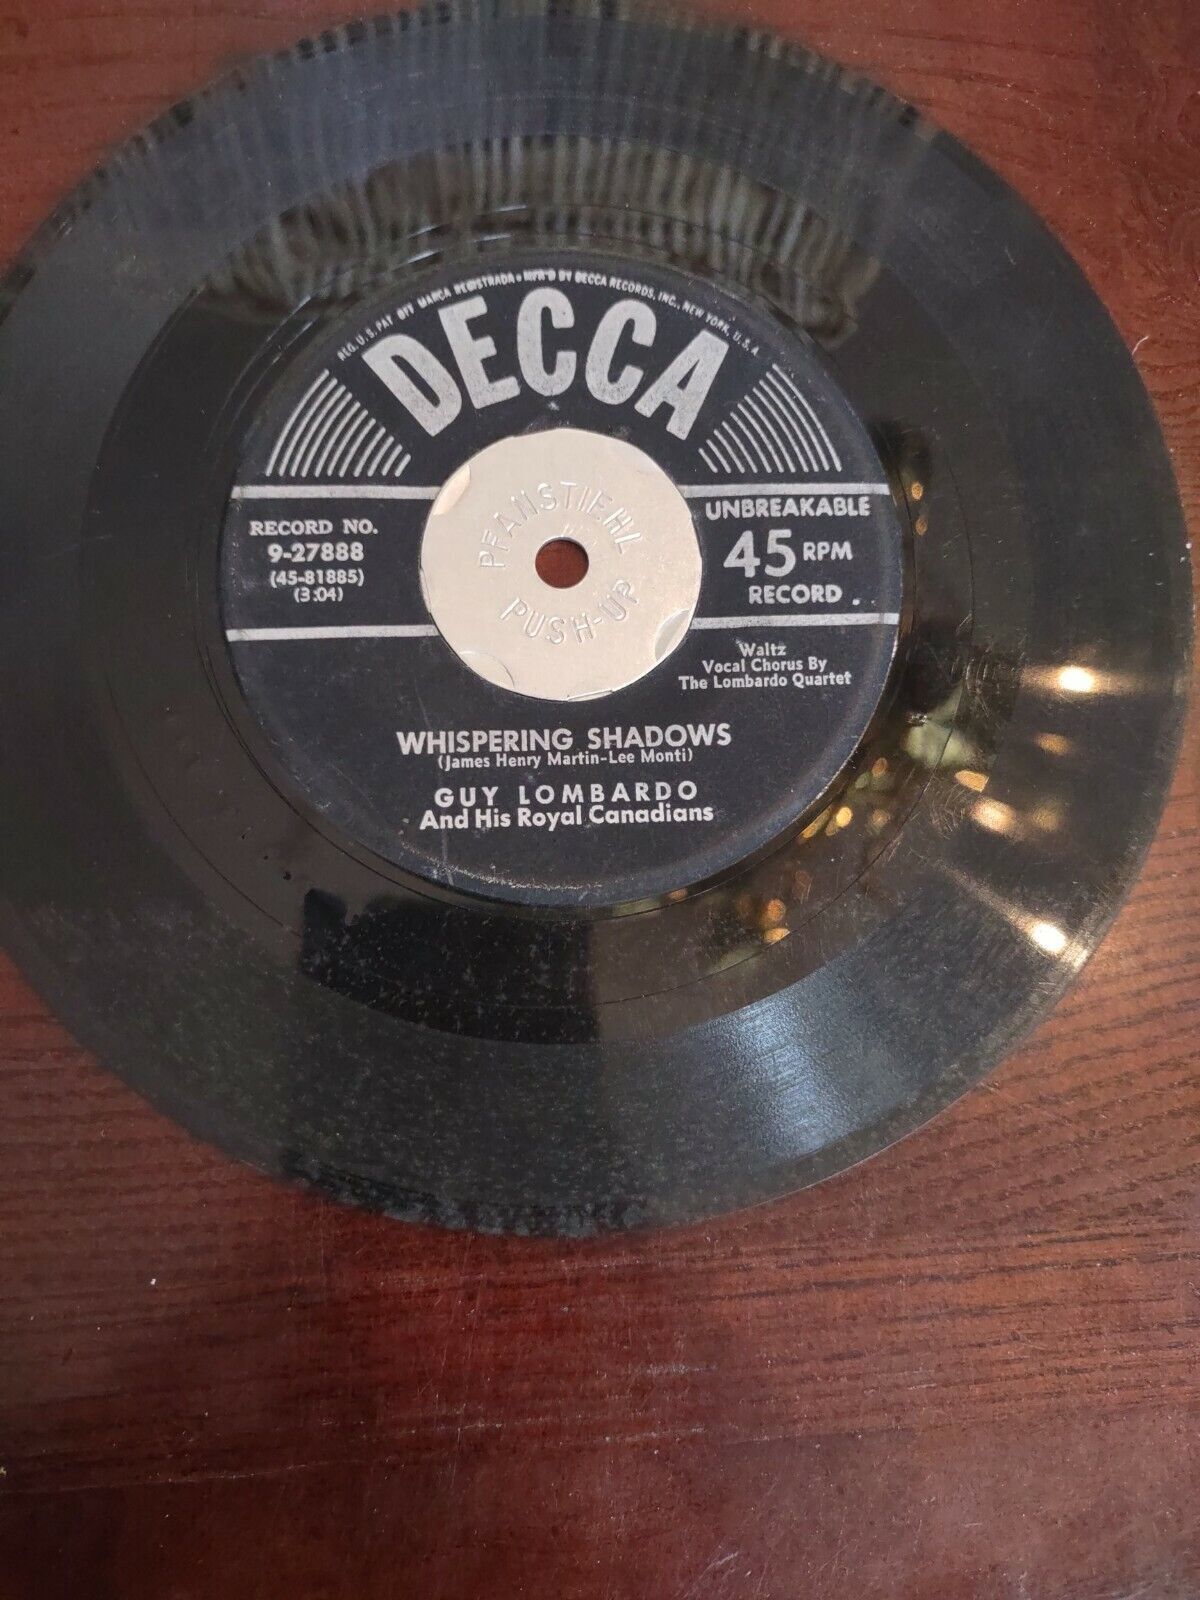 REG. U.S. PAT. OFF. MARCA REGISTRADA • MFR'D BY DECCA RECORDS, INC., NEW YORK, U.S.A.
DECCA
PFANSTIEHL
PUSH-UP
RECORD NO.
9-27888
(45-81885)
(3:04)
UNBREAKABLE
45 RPM
RECORD
Waltz
Vocal Chorus By
The Lombardo Quartet
WHISPERING SHADOWS
(James Henry Martin-Lee Monti)
GUY LOMBARDO
And His Royal Canadians